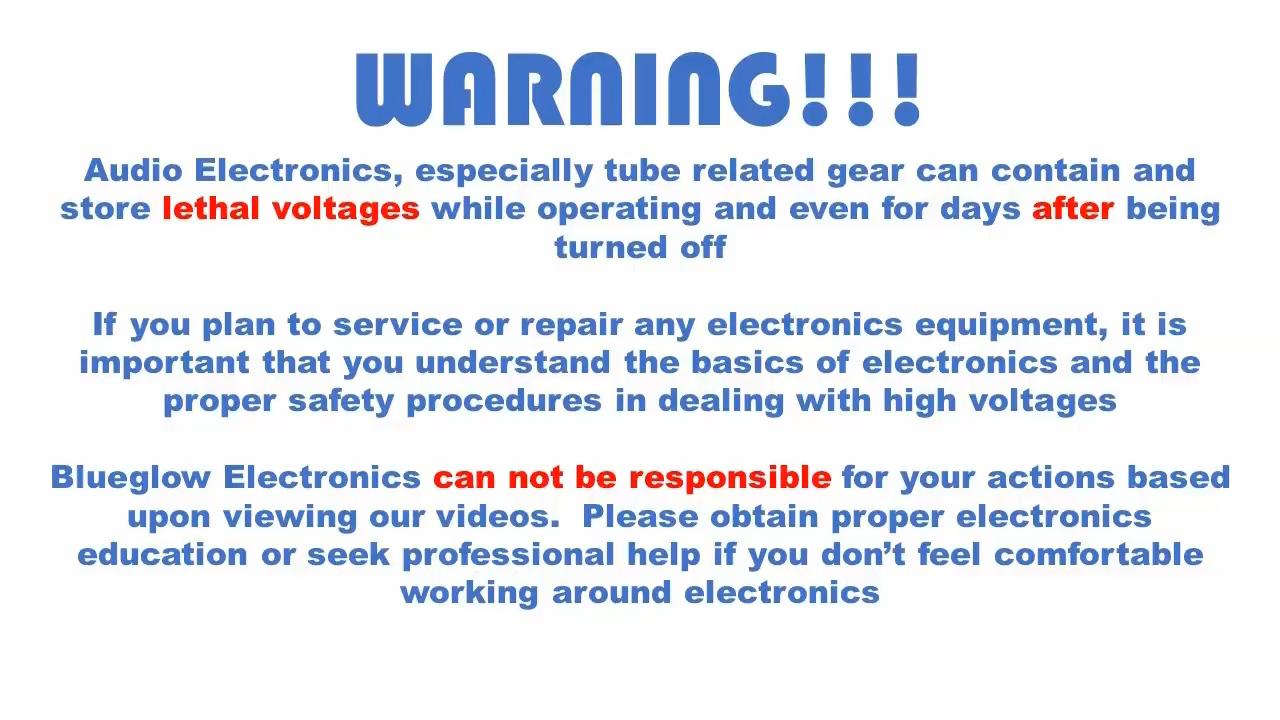 WARNING!!!
Audio Electronics, especially tube related gear can contain and
store lethal voltages while operating and even for days after being
turned off
If you plan to service or repair any electronics equipment, it is
important that you understand the basics of electronics and the
proper safety procedures in dealing with high voltages
Blueglow Electronics can not be responsible for your actions based
upon viewing our videos.  Please obtain proper electronics
education or seek professional help if you don’t feel comfortable
working around electronics